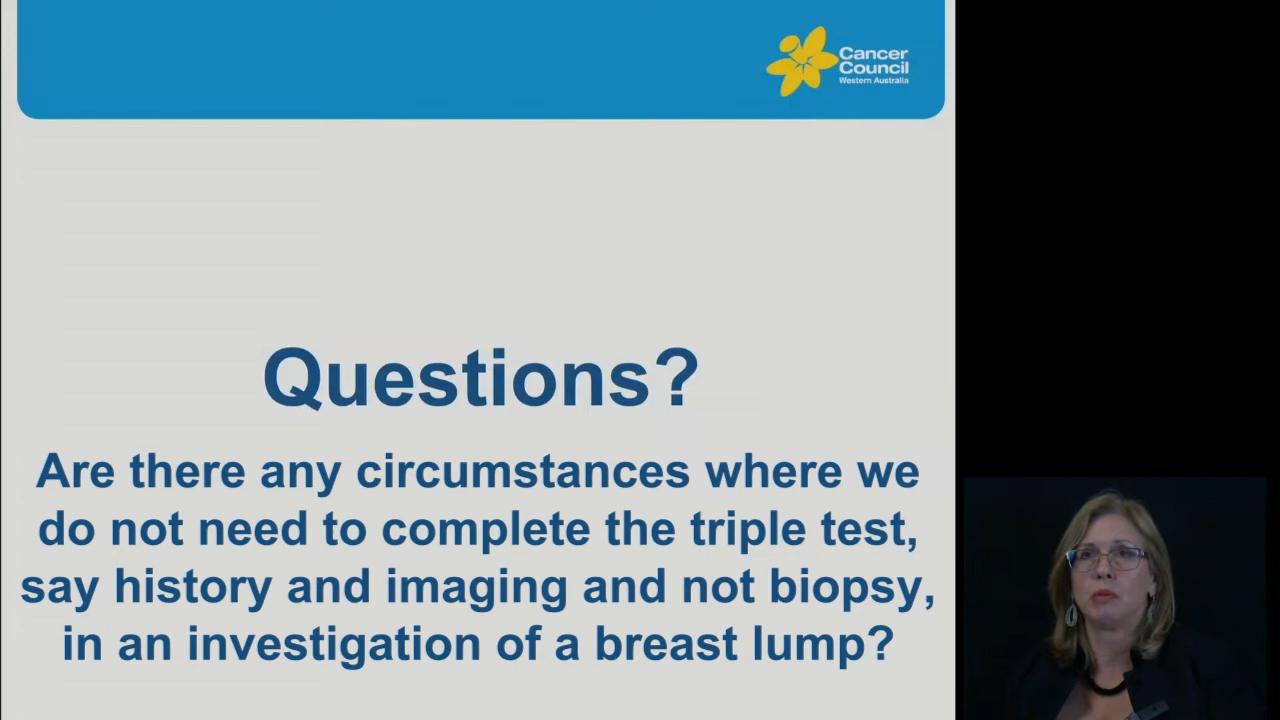 Cancer
Council
Western Australia
Questions?
Are there any circumstances where we
do not need to complete the triple test,
say history and imaging and not biopsy,
in an investigation of a breast lump?